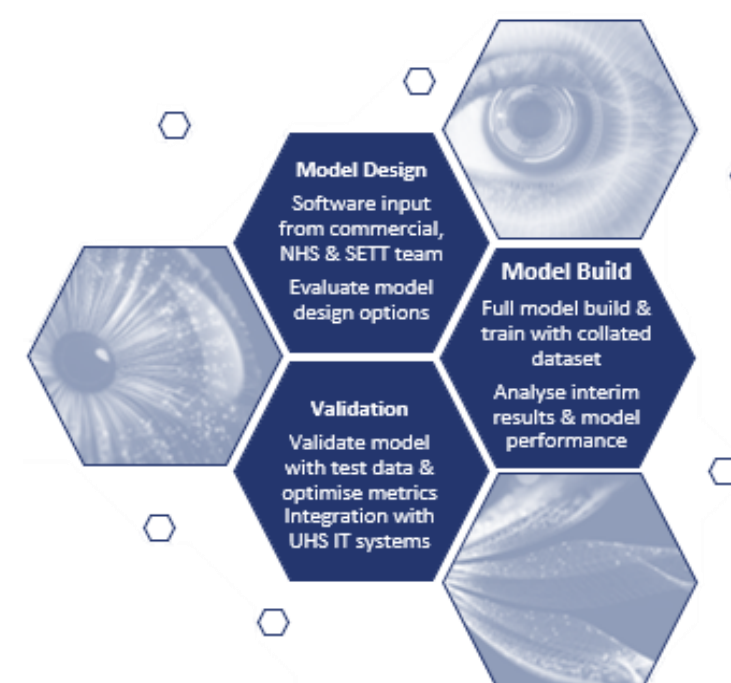 Model Design
Software input
from commercial,
NHS & SETT team
Evaluate model
design options
Model Build
Full model build &
train with collated
dataset
Analyse interim
results & model
performance
Validation
Validate model
with test data &
optimise metrics
Integration with
UHS IT systems